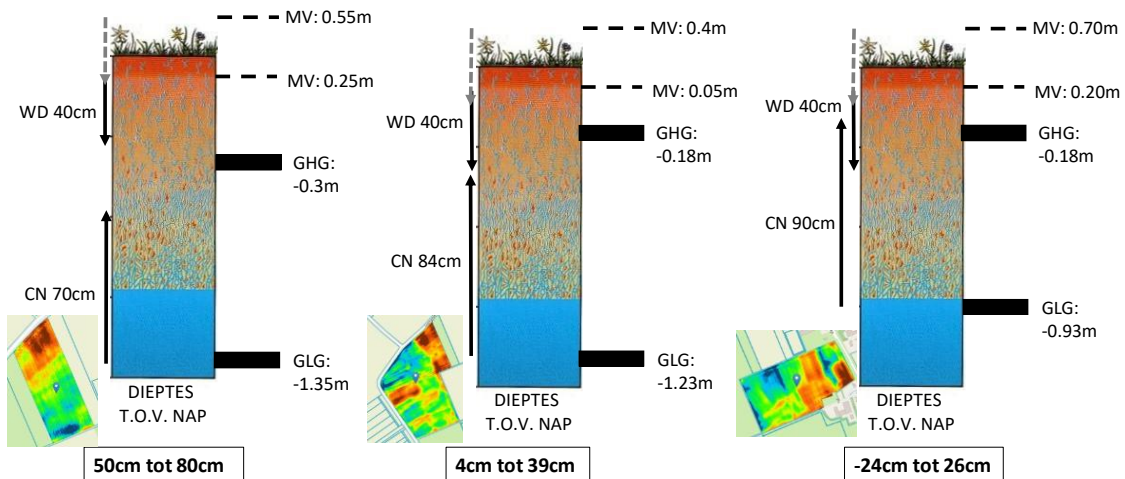 MV: 0.55m
MV: 0.25m
WD 40cm
GHG:
-0.3m
CN 70cm
GLG:
-1.35m
DIEPTES
T.O.V. NAP
50cm tot 80cm
MV: 0.4m
MV: 0.05m
WD 40cm
GHG:
-0.18m
CN 84cm
GLG:
-1.23m
DIEPTES
T.O.V. NAP
4cm tot 39cm
MV: 0.70m
MV: 0.20m
WD 40cm
GHG:
-0.18m
CN 90cm
GLG:
-0.93m
DIEPTES
T.O.V. NAP
-24cm tot 26cm